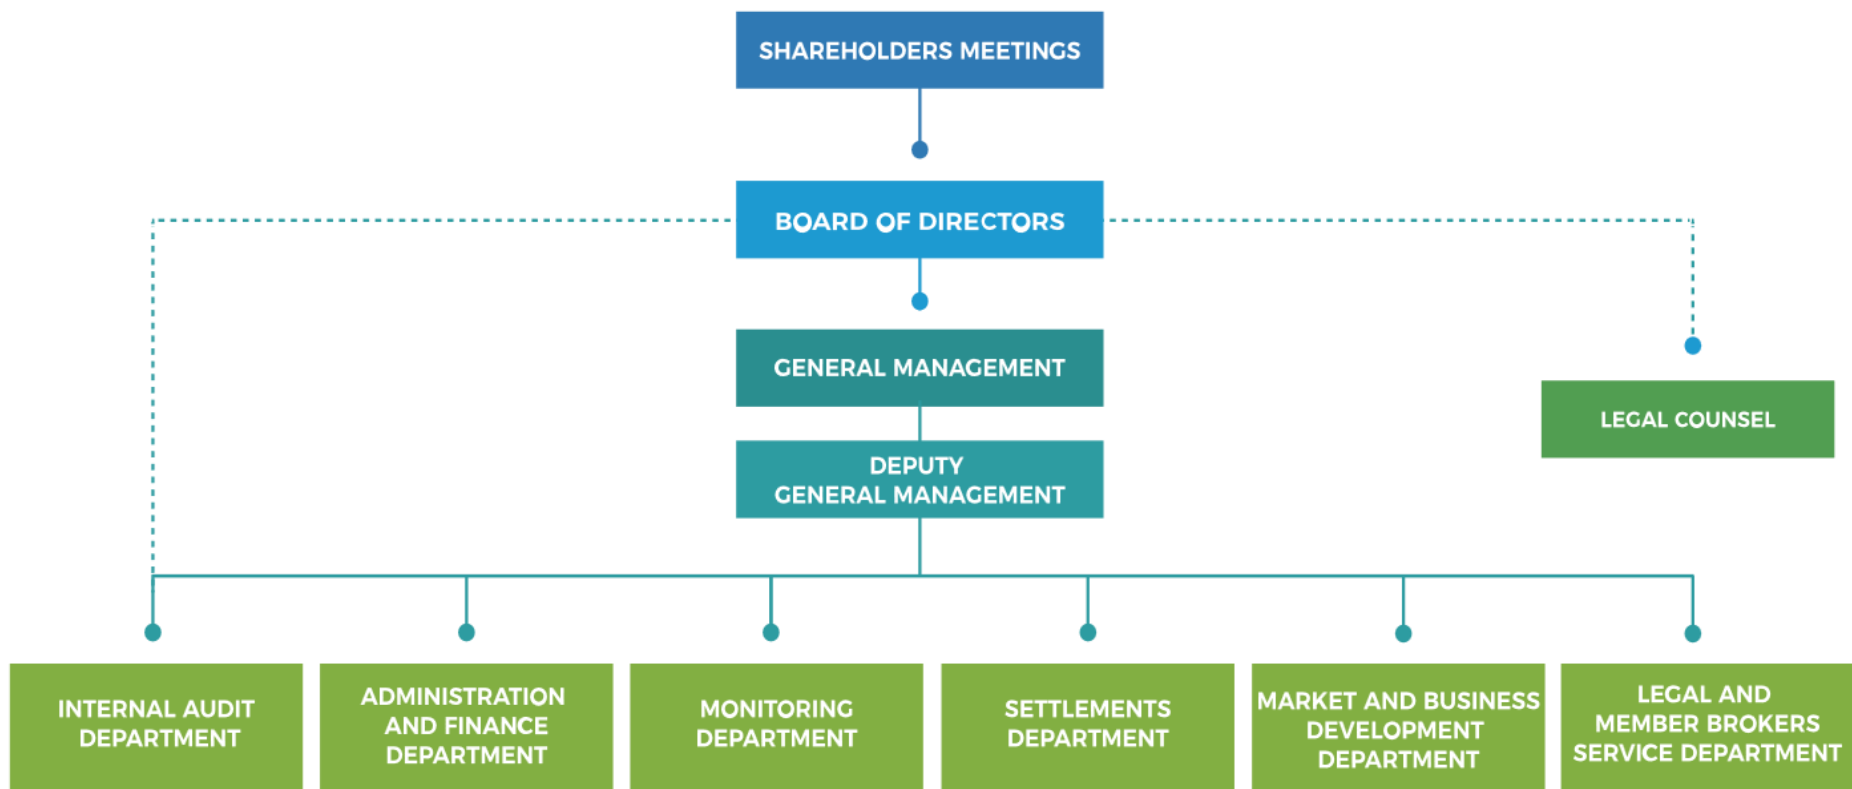 SHAREHOLDERS MEETINGS
BOARD OF DIRECTORS
GENERAL MANAGEMENT
LEGAL COUNSEL
DEPUTY
GENERAL MANAGEMENT
INTERNAL AUDIT
DEPARTMENT
ADMINISTRATION
AND FINANCE
DEPARTMENT
MONITORING
DEPARTMENT
SETTLEMENTS
DEPARTMENT
MARKET AND BUSINESS
DEVELOPMENT
DEPARTMENT
LEGAL AND
MEMBER BROKERS
SERVICE DEPARTMENT